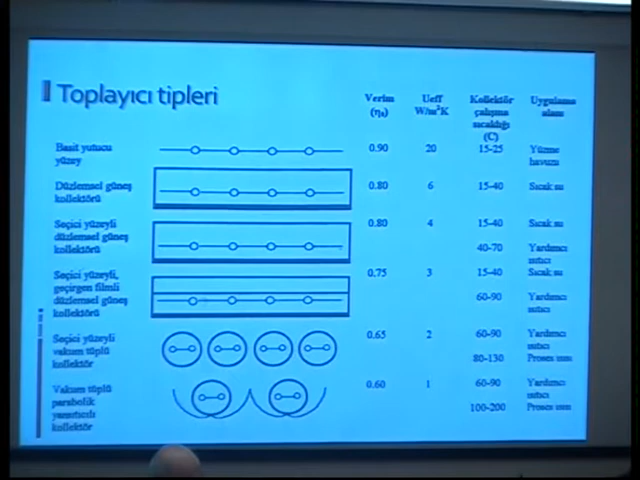 Toplayıcı tipleri
Verim
(η₀)
Ueff
W/m²K
Kollektör
çalışma
sıcaklığı
(C)
Uygulama
alanı
Basit yutucu
yüzey
0.90
20
15-25
Yüzme
havuzu
Düzlemsel güneş
kollektörü
0.80
6
15-40
Sıcak su
Seçici yüzeyli
düzlemsel güneş
kollektörü
0.80
4
15-40
Sıcak su
40-70
Yardımcı
ısıtıcı
Seçici yüzeyli,
geçirgen filmli
düzlemsel güneş
kollektörü
0.75
3
15-40
Sıcak su
60-90
Yardımcı
ısıtıcı
Seçici yüzeyli
vakum tüplü
kollektör
0.65
2
60-90
Yardımcı
ısıtıcı
80-130
Proses ısısı
Vakum tüplü
parabolik
yansıtıcılı
kollektör
0.60
1
60-90
Yardımcı
ısıtıcı
100-200
Proses ısısı